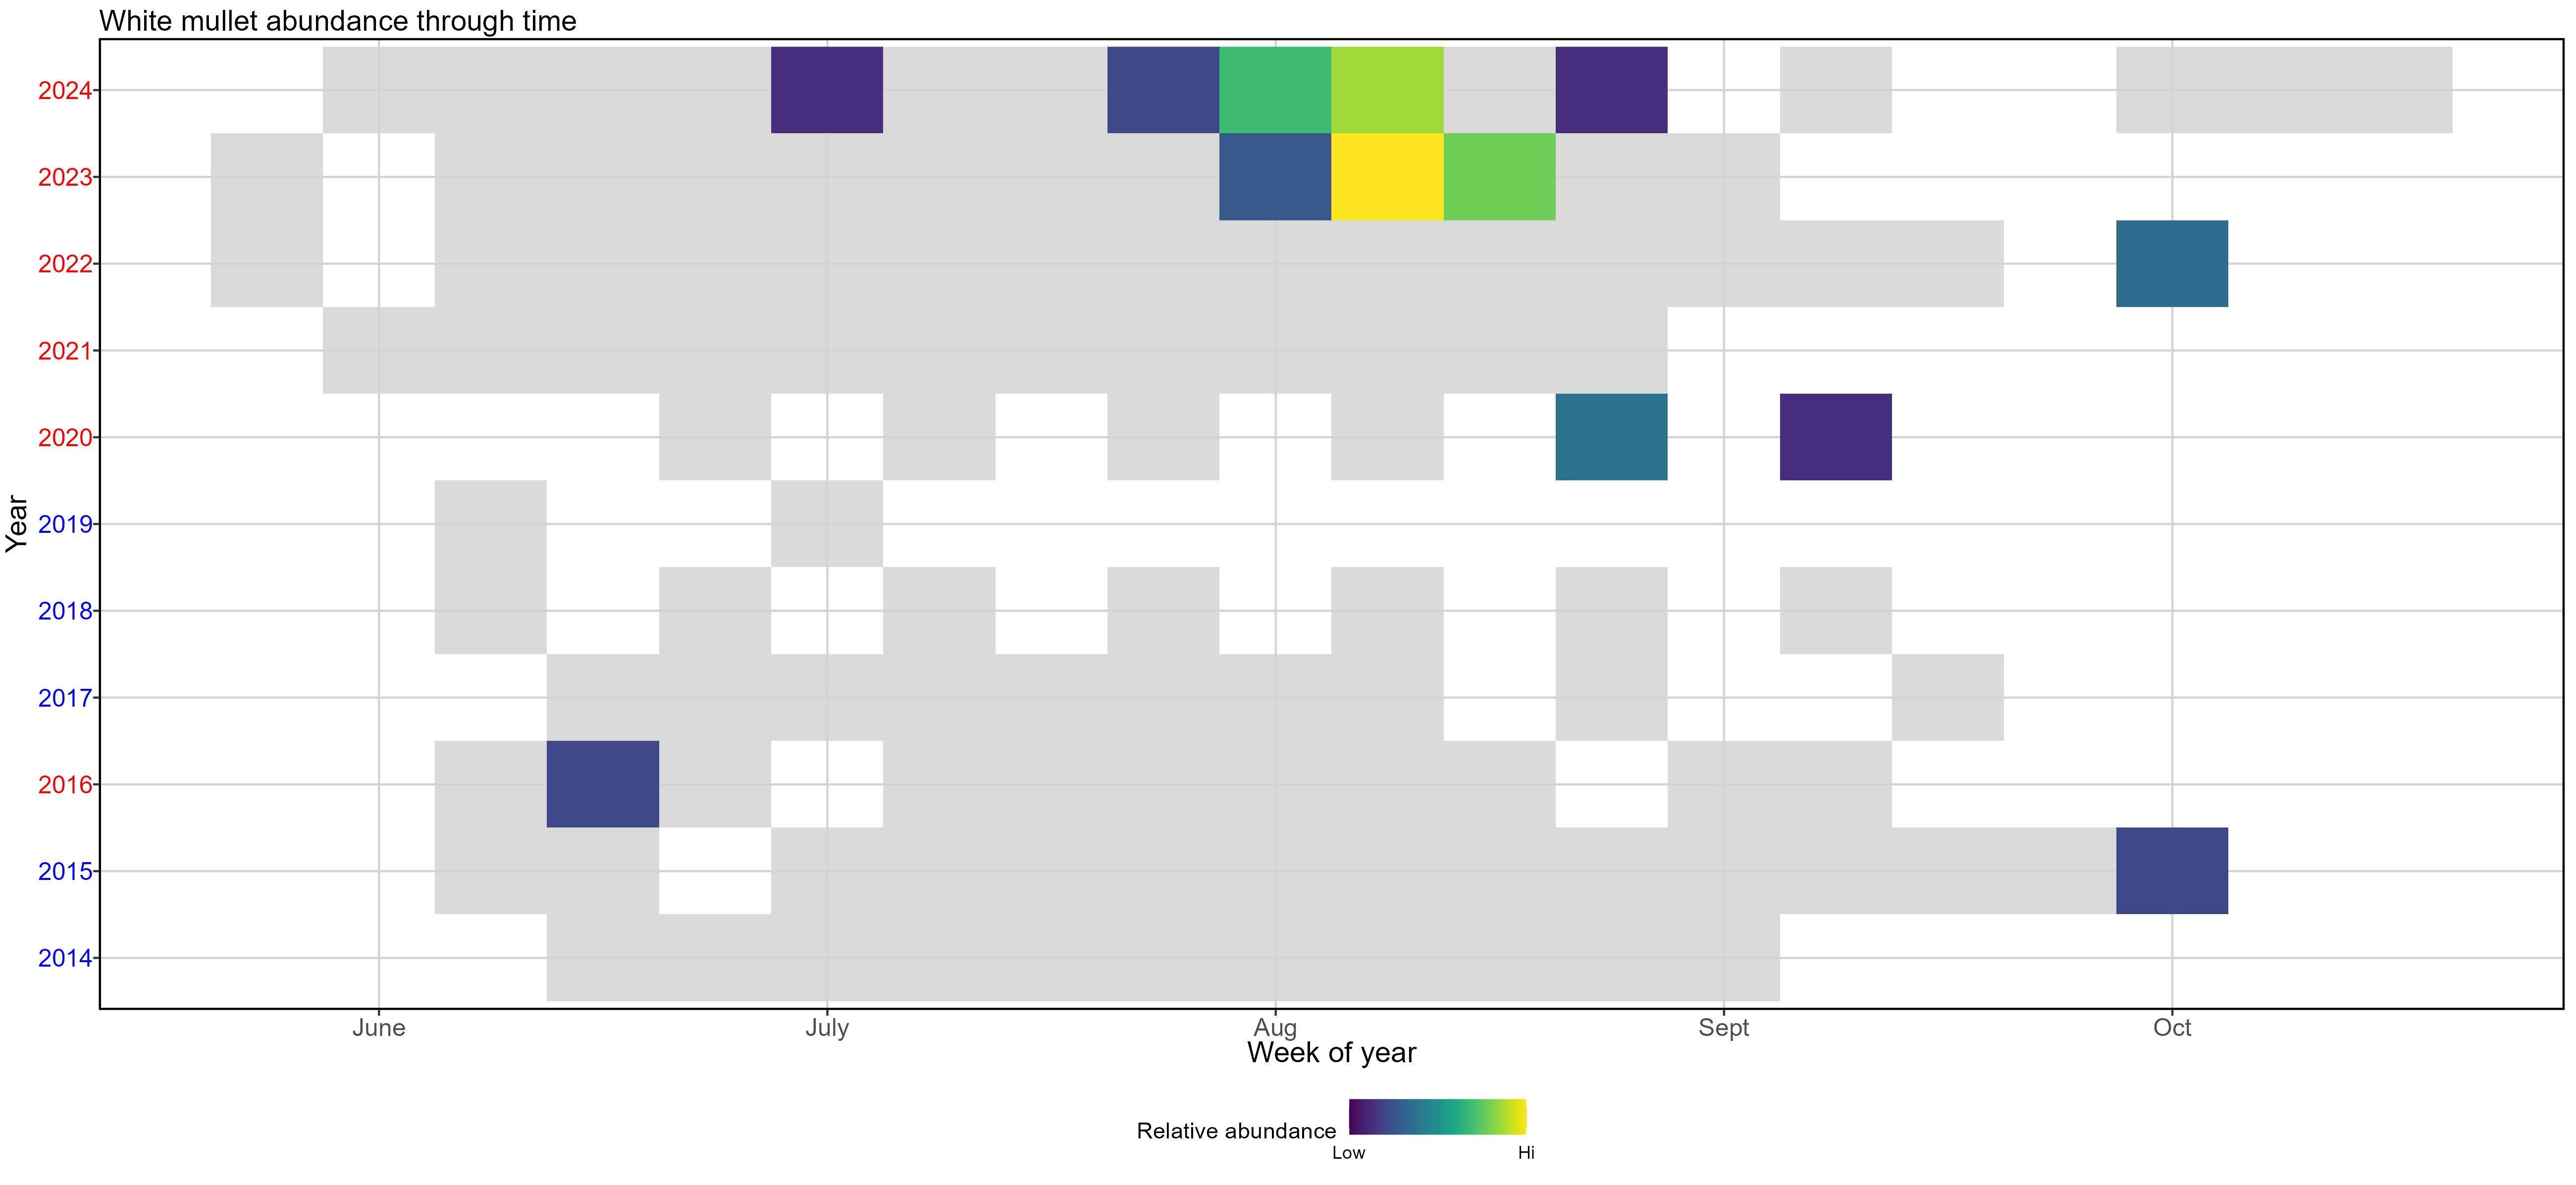 White mullet abundance through time
Year
2024
2023
2022
2021
2020
2019
2018
2017
2016
2015
2014
June July Aug Sept Oct
Week of year
Relative abundance
Low Hi